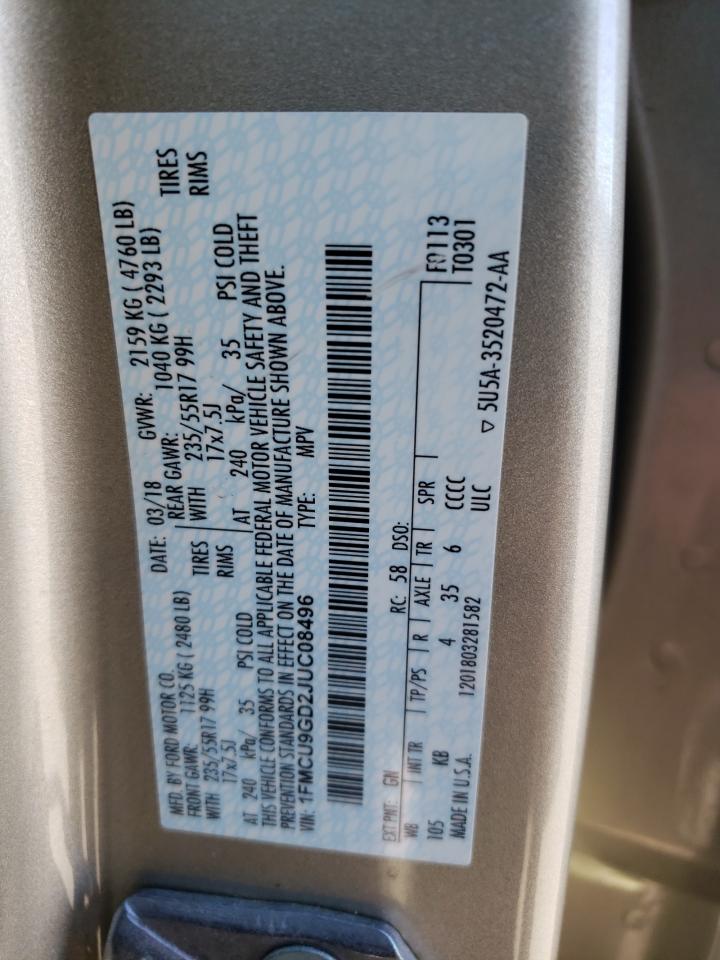 MFD. BY FORD MOTOR CO.
DATE: 03/18 GVWR: 2159 KG ( 4760 LB)
FRONT GAWR: 1125 KG ( 2480 LB)
REAR GAWR: 1040 KG ( 2293 LB)
WITH 235/55R17 99H TIRES
WITH 235/55R17 99H TIRES
17x7.5J RIMS
17x7.5J RIMS
AT 240 kPa/ 35 PSI COLD
AT 240 kPa/ 35 PSI COLD
THIS VEHICLE CONFORMS TO ALL APPLICABLE FEDERAL MOTOR VEHICLE SAFETY AND THEFT
PREVENTION STANDARDS IN EFFECT ON THE DATE OF MANUFACTURE SHOWN ABOVE.
VIN: 1FMCU9GD2JUC08496 TYPE: MPV
EXT PNT: GN RC: 58 DSO: F0113
WB INT TR TP/PS R AXLE TR SPR T0301
105 KB 4 35 6 CCCC
MADE IN U.S.A. 1201803281582 ULC
▽ 5U5A-3520472-AA